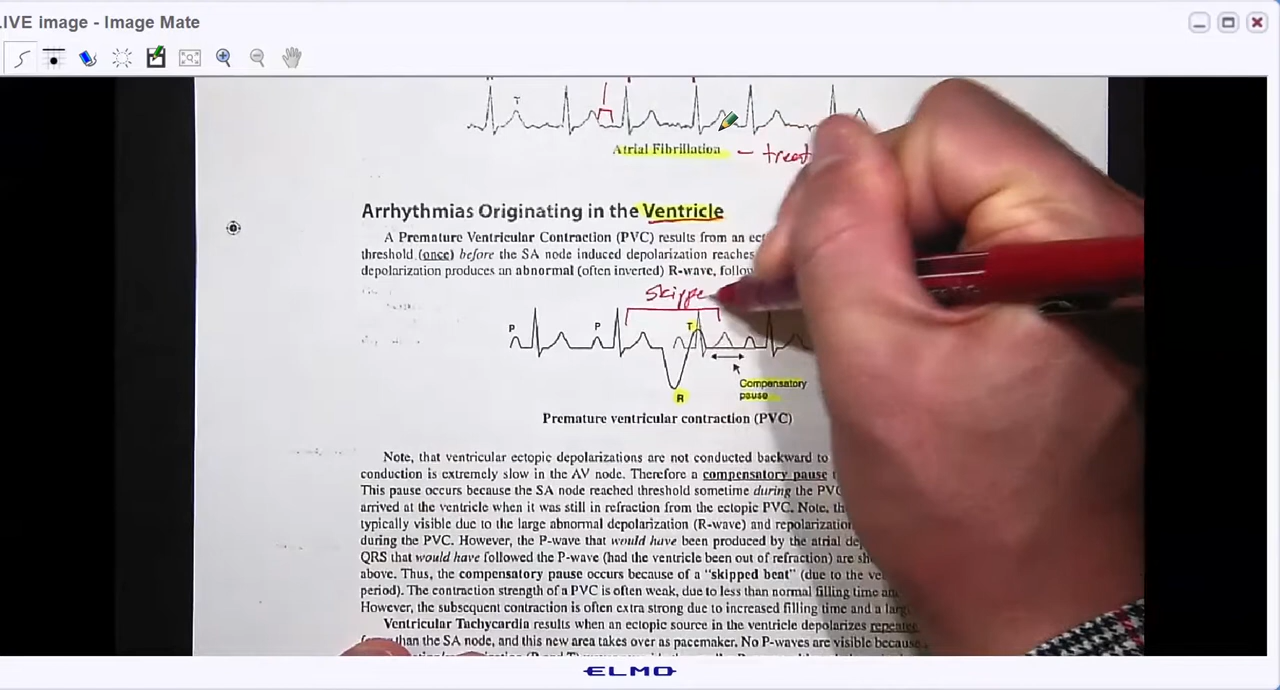 LIVE image - Image Mate
T
Atrial Fibrillation – treat
Arrhythmias Originating in the Ventricle
A Premature Ventricular Contraction (PVC) results from an
threshold (once) before the SA node induced depolarization reaches
depolarization produces an abnormal (often inverted) R-wave,
skippe
P P T
Compensatory
pause
R
Premature ventricular contraction (PVC)
Note, that ventricular ectopic depolarizations are not conducted backward to
conduction is extremely slow in the AV node. Therefore a compensatory pause
This pause occurs because the SA node reached threshold sometime during the PVC
arrived at the ventricle when it was still in refraction from the ectopic PVC. Note,
typically visible due to the large abnormal depolarization (R-wave) and repolarization
during the PVC. However, the P-wave that would have been produced by the atrial
QRS that would have followed the P-wave (had the ventricle been out of refraction) are
above. Thus, the compensatory pause occurs because of a “skipped beat” (due to the
period). The contraction strength of a PVC is often weak, due to less than normal filling time
However, the subsequent contraction is often extra strong due to increased filling time and a
Ventricular Tachycardia results when an ectopic source in the ventricle depolarizes
than the SA node, and this new area takes over as pacemaker. No P-waves are visible because
ELMO